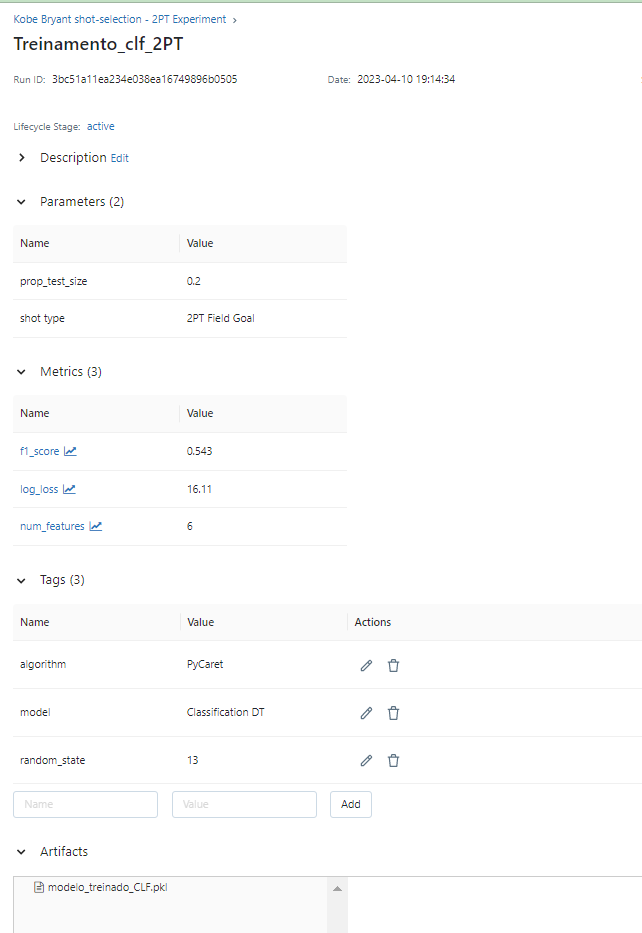 Kobe Bryant shot-selection - 2PT Experiment ›
Treinamento_clf_2PT
Run ID: 3bc51a11ea234e038ea16749896b0505 Date: 2023-04-10 19:14:34
Lifecycle Stage: active
Description Edit
Parameters (2)
Name Value
prop_test_size 0.2
shot type 2PT Field Goal
Metrics (3)
Name Value
f1_score 0.543
log_loss 16.11
num_features 6
Tags (3)
Name Value Actions
algorithm PyCaret
model Classification DT
random_state 13
Name Value Add
Artifacts
modelo_treinado_CLF.pkl